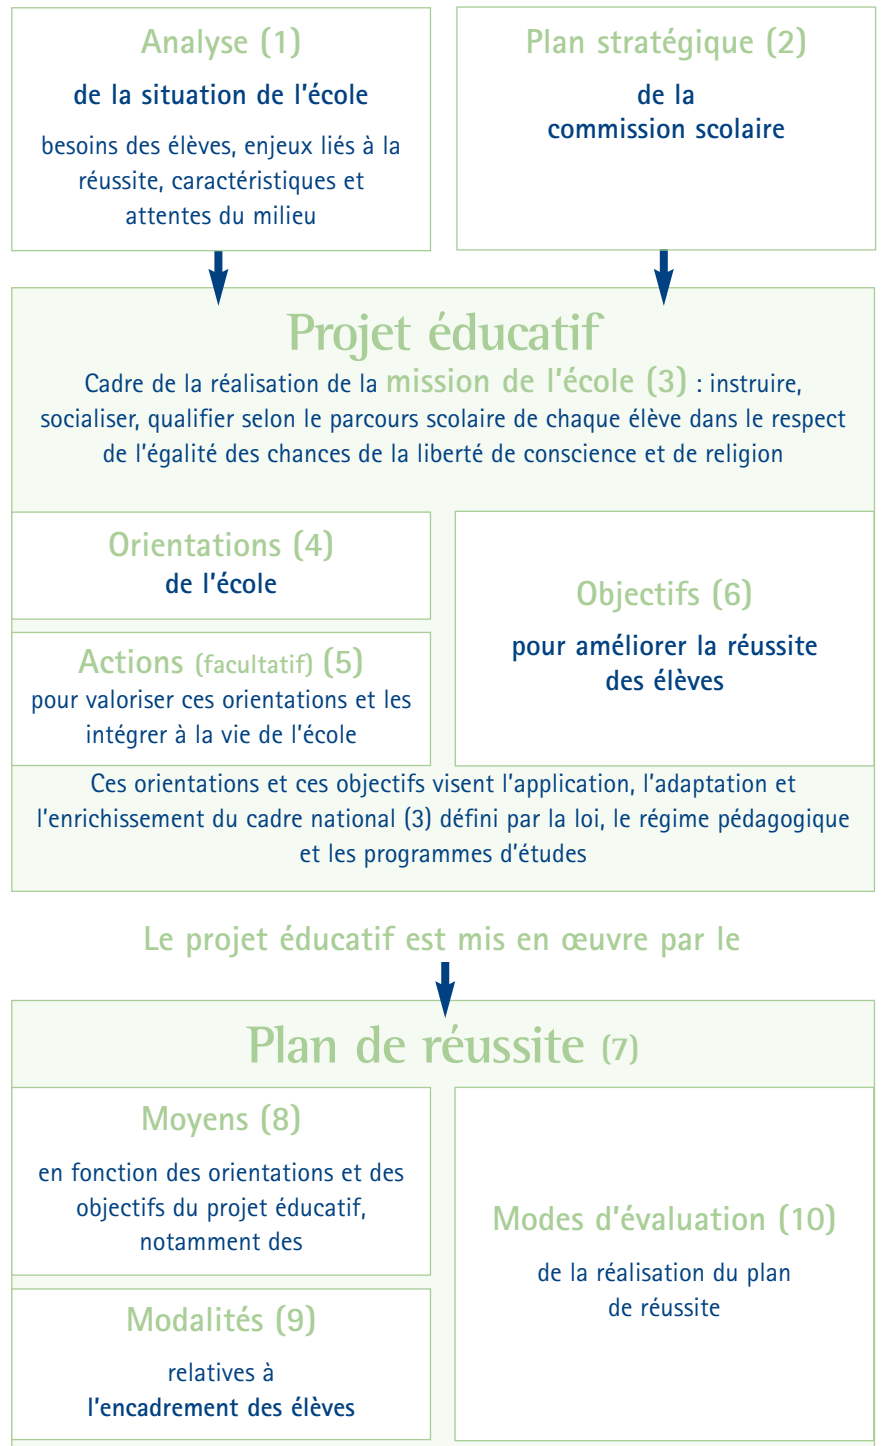 Analyse (1)
de la situation de l'école
besoins des élèves, enjeux liés à la
réussite, caractéristiques et
attentes du milieu
Plan stratégique (2)
de la
commission scolaire
Projet éducatif
Cadre de la réalisation de la mission de l'école (3) : instruire,
socialiser, qualifier selon le parcours scolaire de chaque élève dans le respect
de l'égalité des chances de la liberté de conscience et de religion
Orientations (4)
de l'école
Actions (facultatif) (5)
pour valoriser ces orientations et les
intégrer à la vie de l'école
Objectifs (6)
pour améliorer la réussite
des élèves
Ces orientations et ces objectifs visent l'application, l'adaptation et
l'enrichissement du cadre national (3) défini par la loi, le régime pédagogique
et les programmes d'études
Le projet éducatif est mis en œuvre par le
Plan de réussite (7)
Moyens (8)
en fonction des orientations et des
objectifs du projet éducatif,
notamment des
Modalités (9)
relatives à
l'encadrement des élèves
Modes d'évaluation (10)
de la réalisation du plan
de réussite